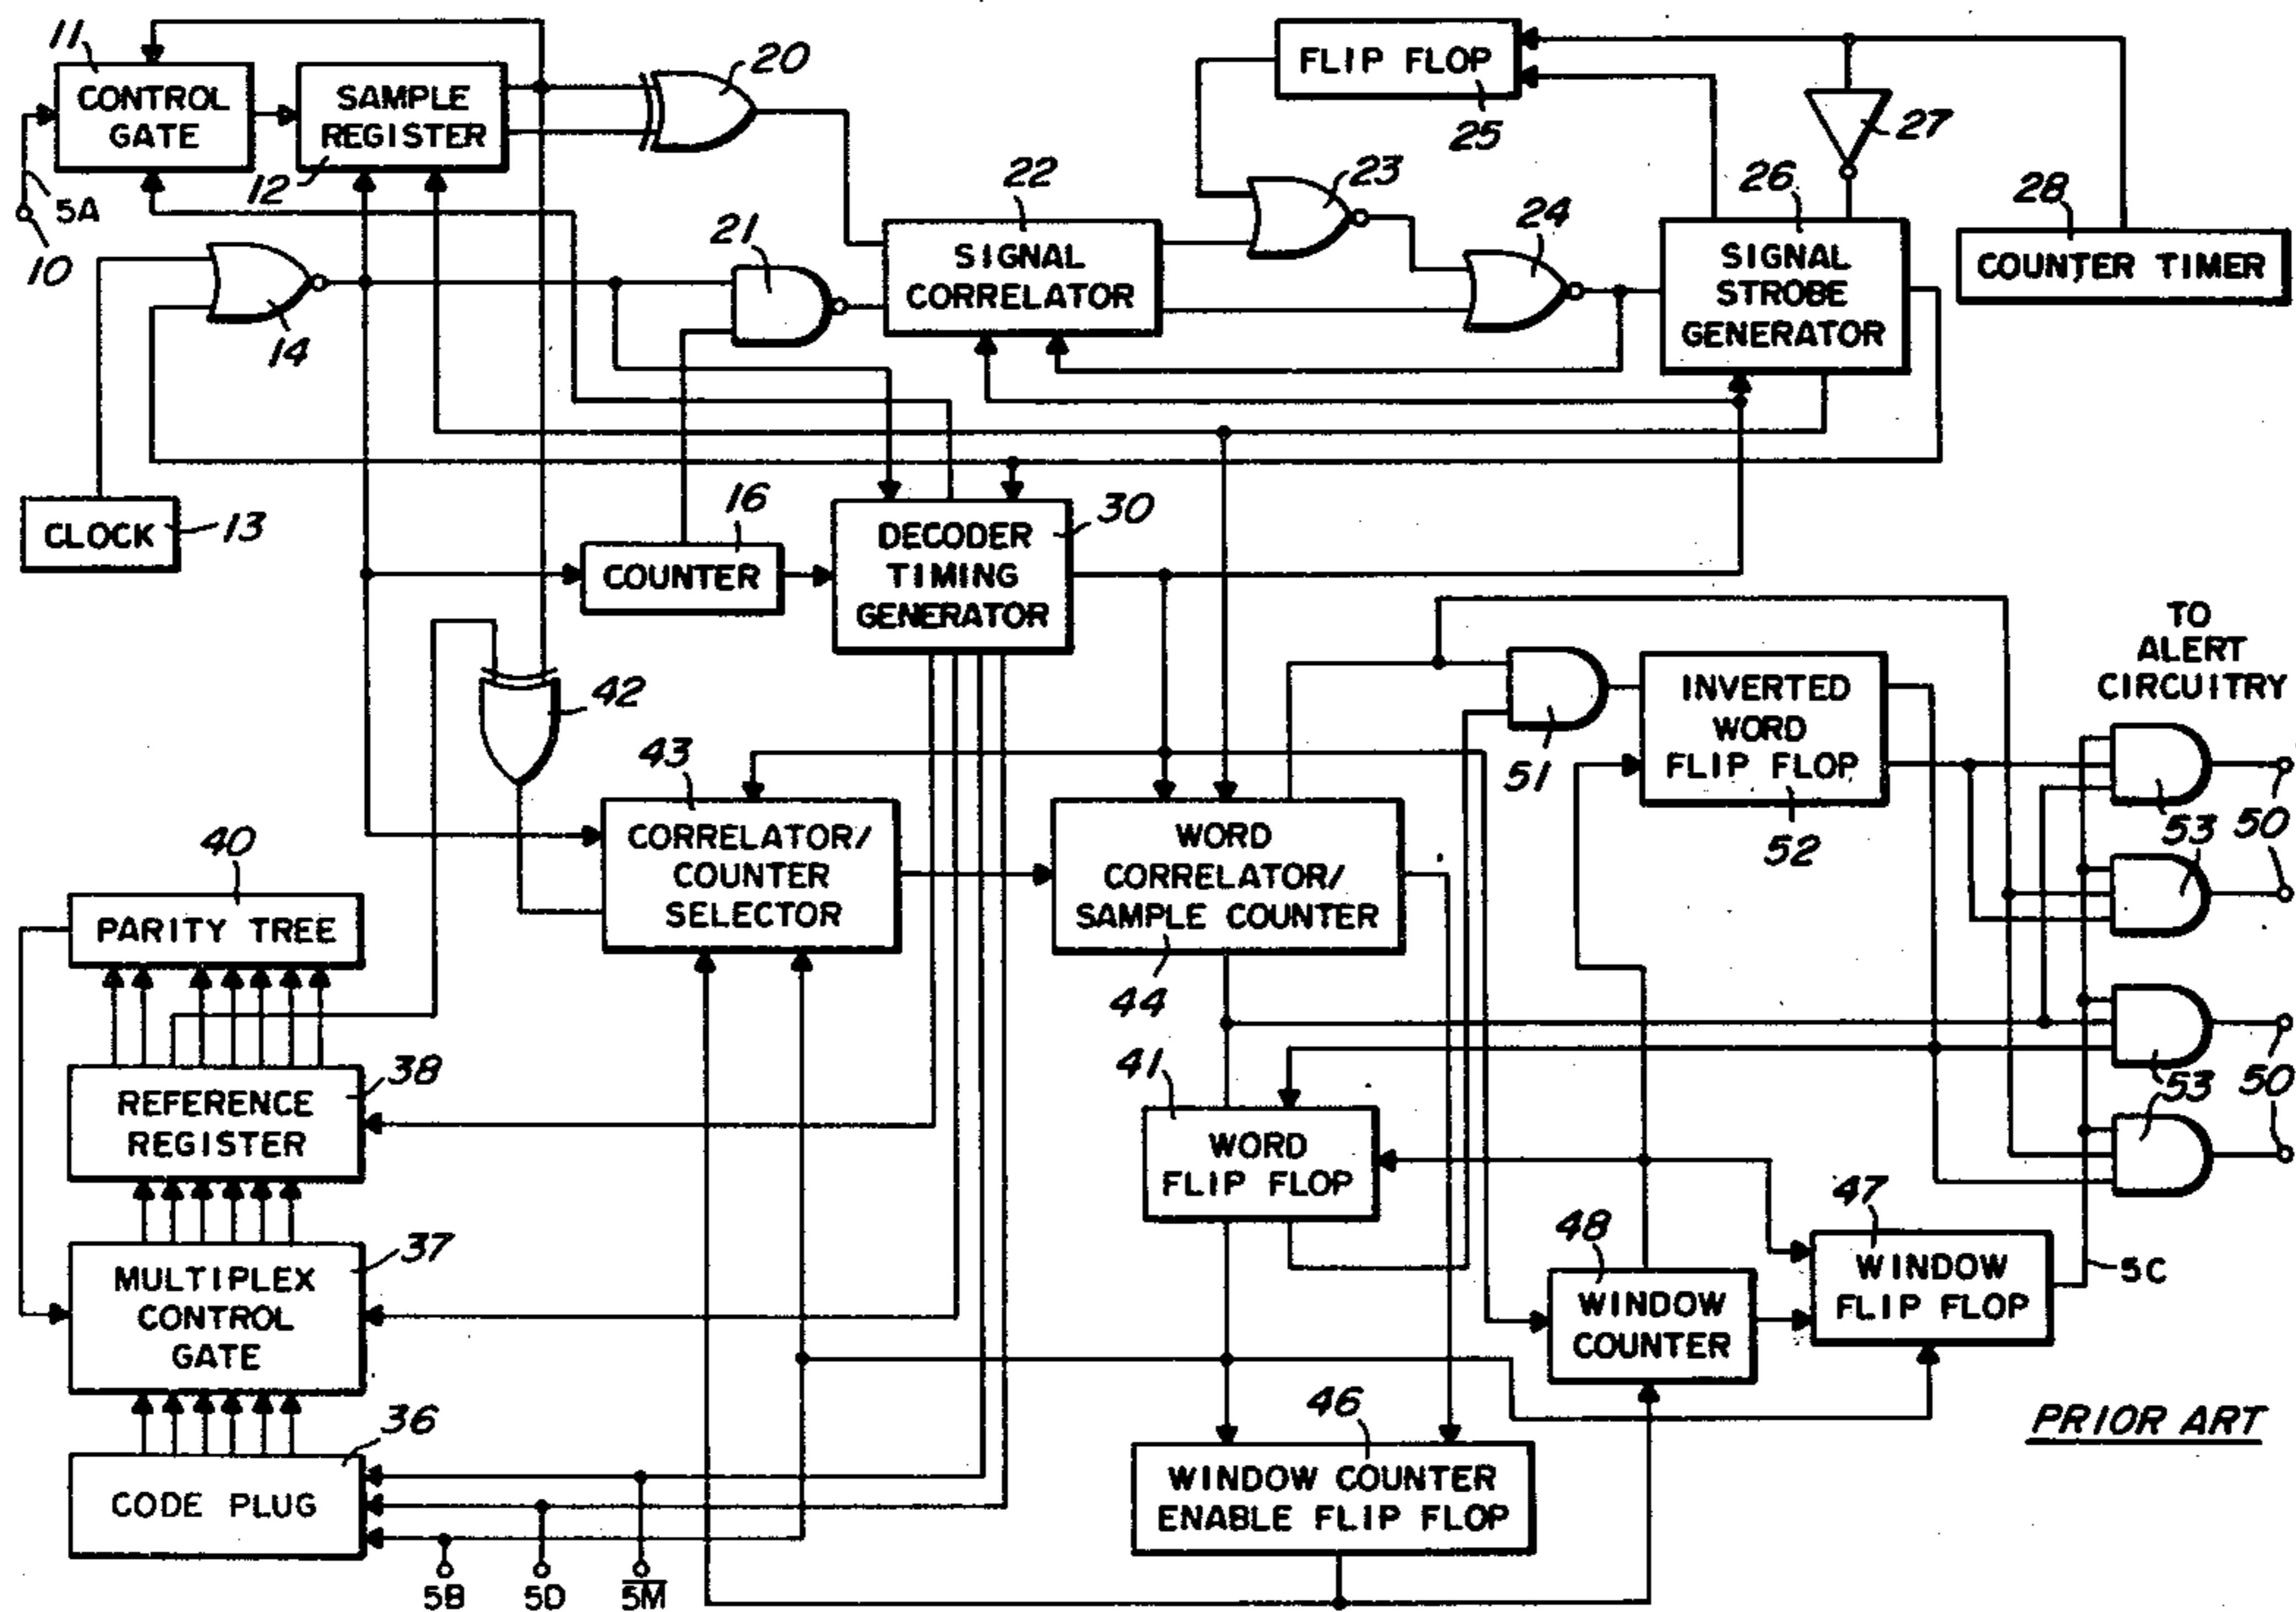 11
CONTROL
GATE
SAMPLE
REGISTER
12
20
5A
10
14
21
22
SIGNAL
CORRELATOR
FLIP FLOP
25
23
24
26
SIGNAL
STROBE
GENERATOR
27
28
COUNTER TIMER
CLOCK
13
16
COUNTER
30
DECODER
TIMING
GENERATOR
42
43
CORRELATOR/
COUNTER
SELECTOR
WORD
CORRELATOR/
SAMPLE COUNTER
44
51
INVERTED
WORD
FLIP FLOP
52
TO
ALERT
CIRCUITRY
53
50
53
53
50
53
40
PARITY TREE
38
REFERENCE
REGISTER
37
MULTIPLEX
CONTROL
GATE
36
CODE PLUG
5B
5D
5M
41
WORD
FLIP FLOP
46
WINDOW COUNTER
ENABLE FLIP FLOP
48
WINDOW
COUNTER
47
WINDOW
FLIP FLOP
5C
PRIOR ART